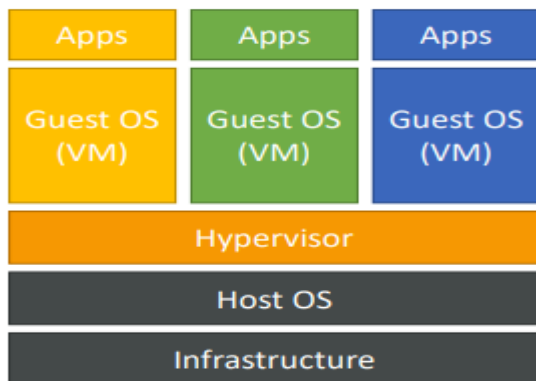 Apps
Apps
Apps
Guest OS
(VM)
Guest OS
(VM)
Guest OS
(VM)
Hypervisor
Host OS
Infrastructure